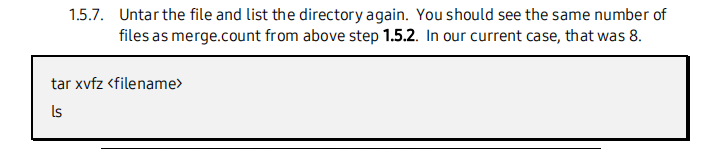 1.5.7. Untar the file and list the directory again. You should see the same number of
files as merge.count from above step 1.5.2. In our current case, that was 8.
tar xvfz <filename>
ls